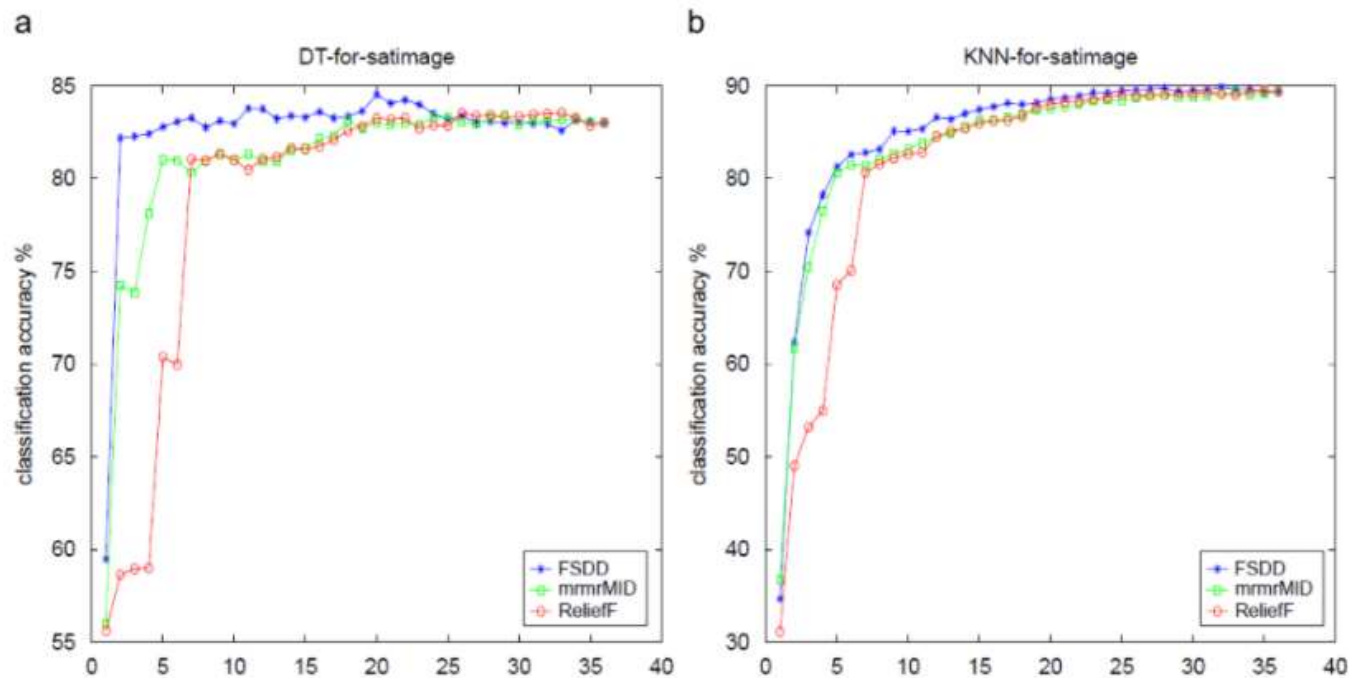 a
DT-for-satimage
85
80
75
70
65
60
55
classification accuracy %
FSDD
mrmrMID
ReliefF
0 5 10 15 20 25 30 35 40
b
KNN-for-satimage
90
80
70
60
50
40
30
classification accuracy %
FSDD
mrmrMID
ReliefF
0 5 10 15 20 25 30 35 40